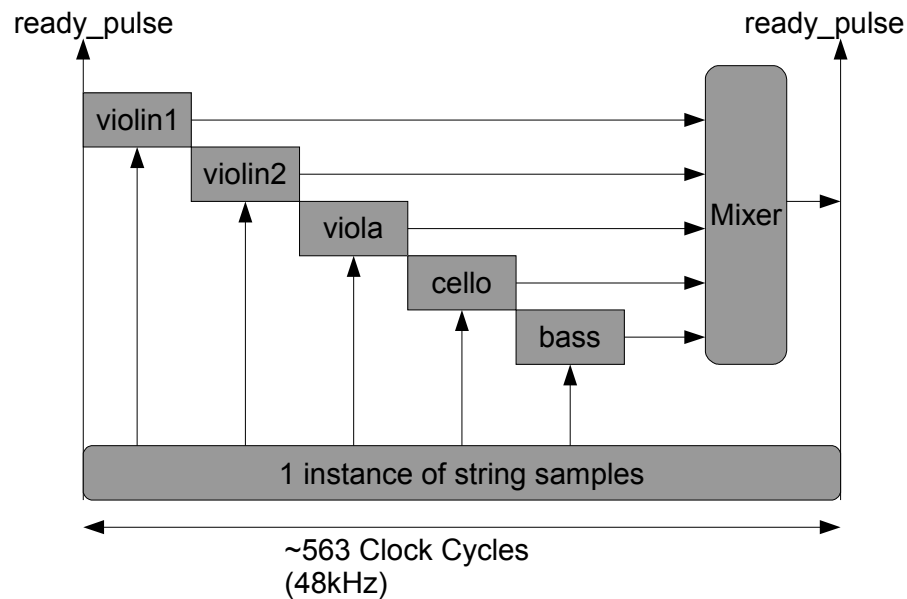 ready_pulse
ready_pulse
violin1
violin2
viola
Mixer
cello
bass
1 instance of string samples
~563 Clock Cycles
(48kHz)